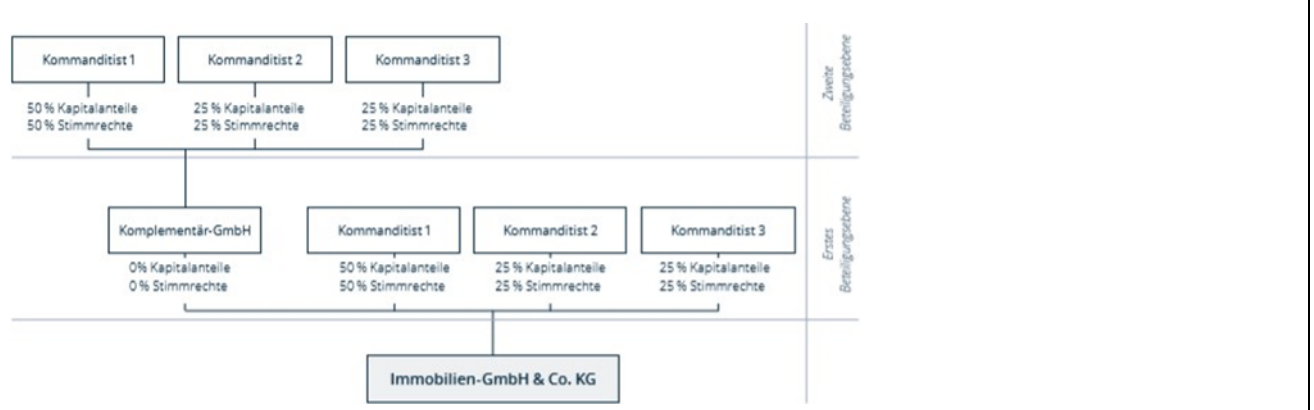 Kommanditist 1
Kommanditist 2
Kommanditist 3
50 % Kapitalanteile
50 % Stimmrechte
25 % Kapitalanteile
25 % Stimmrechte
25 % Kapitalanteile
25 % Stimmrechte
Zweite
Beteiligungsebene
Komplementär-GmbH
Kommanditist 1
Kommanditist 2
Kommanditist 3
0% Kapitalanteile
0 % Stimmrechte
50 % Kapitalanteile
50 % Stimmrechte
25 % Kapitalanteile
25 % Stimmrechte
25 % Kapitalanteile
25 % Stimmrechte
Erstes
Beteiligungsebene
Immobilien-GmbH & Co. KG